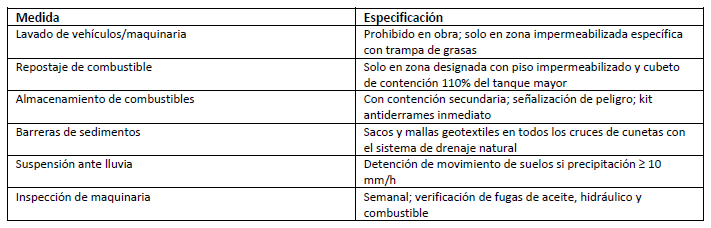 Medida Especificación
Lavado de vehículos/maquinaria Prohibido en obra; solo en zona impermeabilizada específica
con trampa de grasas
Repostaje de combustible Solo en zona designada con piso impermeabilizado y cubeto
de contención 110% del tanque mayor
Almacenamiento de combustibles Con contención secundaria; señalización de peligro; kit
antiderrames inmediato
Barreras de sedimentos Sacos y mallas geotextiles en todos los cruces de cunetas con
el sistema de drenaje natural
Suspensión ante lluvia Detención de movimiento de suelos si precipitación ≥ 10
mm/h
Inspección de maquinaria Semanal; verificación de fugas de aceite, hidráulico y
combustible